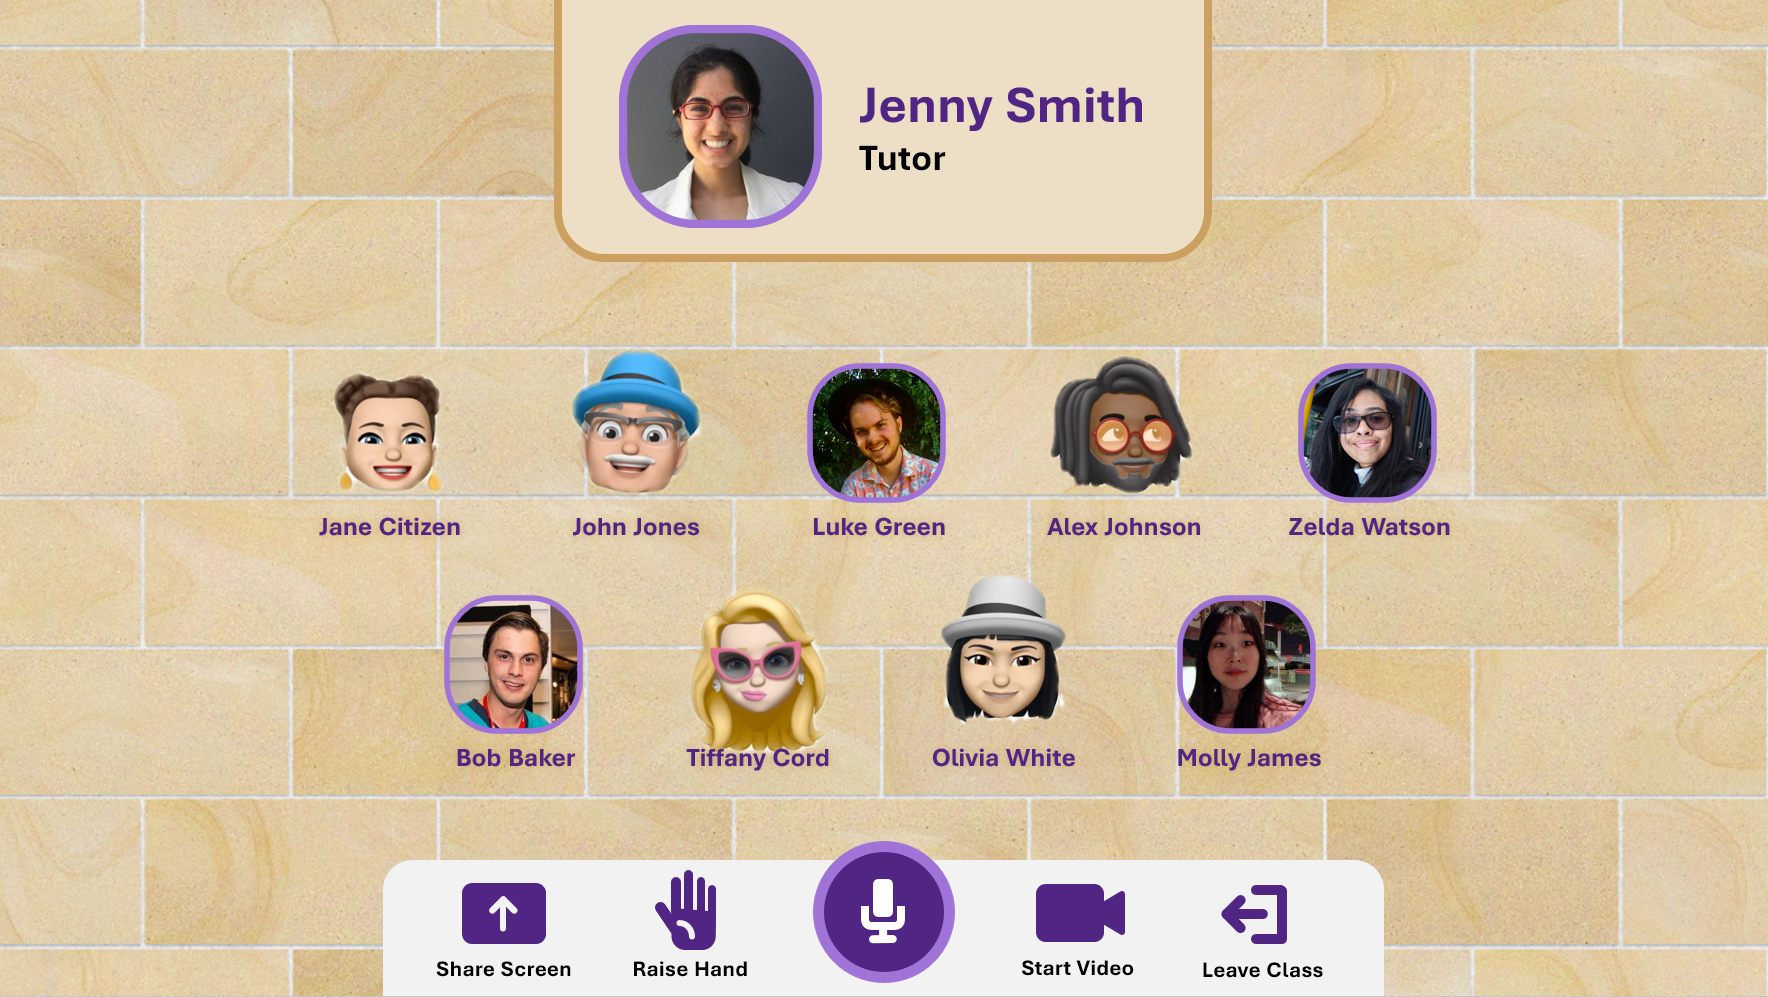 Jenny Smith
Tutor
Jane Citizen
John Jones
Luke Green
Alex Johnson
Zelda Watson
Bob Baker
Tiffany Cord
Olivia White
Molly James
Share Screen
Raise Hand
Start Video
Leave Class